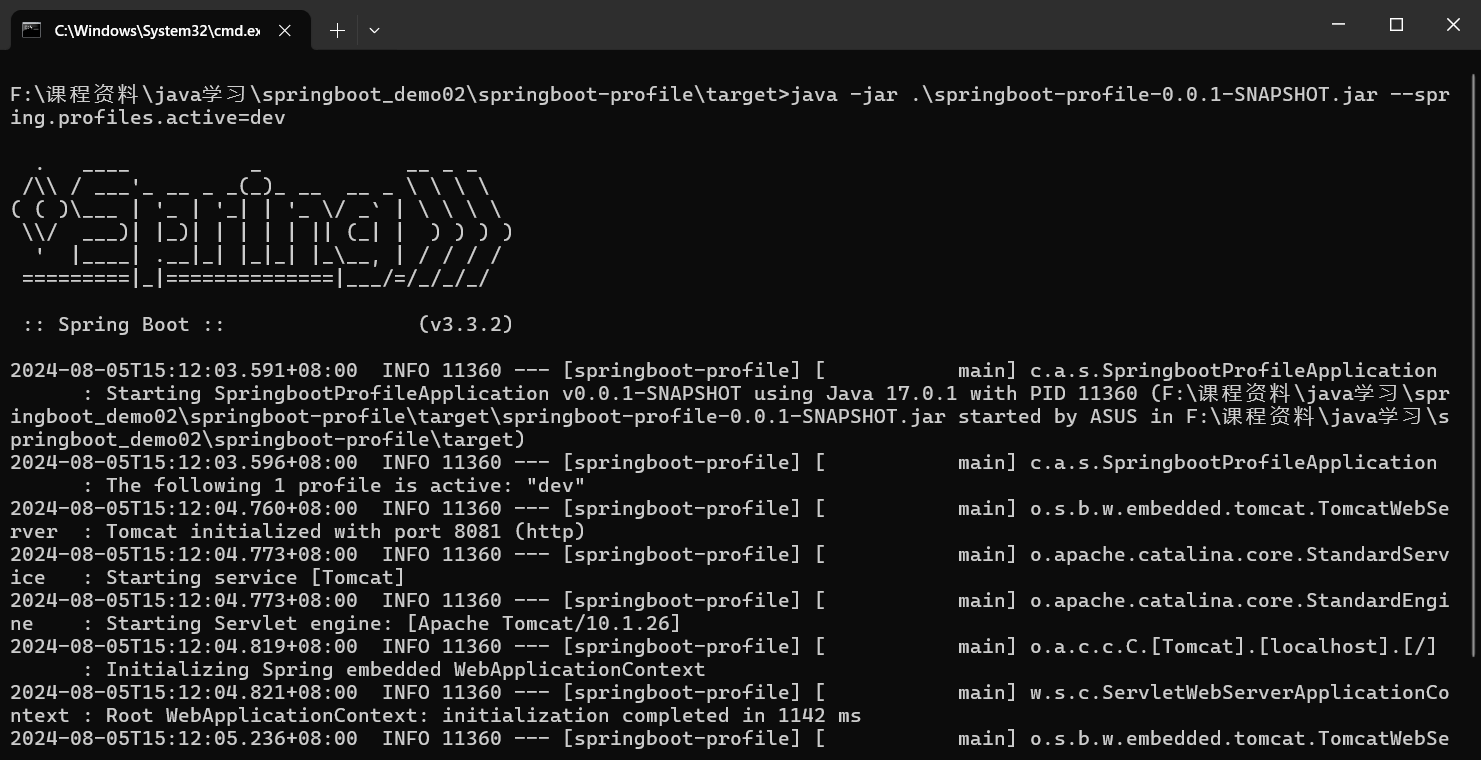 C:\Windows\System32\cmd.ex
F:\课程资料\java学习\springboot_demo02\springboot-profile\target>java -jar .\springboot-profile-0.0.1-SNAPSHOT.jar --spr
ing.profiles.active=dev
  .   ____          _            __ _ _
 /\\ / ___'_ __ _ _(_)_ __  __ _ \ \ \ \
( ( )\___ | '_ | '_| | '_ \/ _` | \ \ \ \
 \\/  ___)| |_)| | | | | || (_| |  ) ) ) )
  '  |____| .__|_| |_|_| |_\__, | / / / /
 =========|_|==============|___/=/_/_/_/
 :: Spring Boot ::                (v3.3.2)
2024-08-05T15:12:03.591+08:00  INFO 11360 --- [springboot-profile] [           main] c.a.s.SpringbootProfileApplication
      : Starting SpringbootProfileApplication v0.0.1-SNAPSHOT using Java 17.0.1 with PID 11360 (F:\课程资料\java学习\spr
ingboot_demo02\springboot-profile\target\springboot-profile-0.0.1-SNAPSHOT.jar started by ASUS in F:\课程资料\java学习\s
pringboot_demo02\springboot-profile\target)
2024-08-05T15:12:03.596+08:00  INFO 11360 --- [springboot-profile] [           main] c.a.s.SpringbootProfileApplication
      : The following 1 profile is active: "dev"
2024-08-05T15:12:04.760+08:00  INFO 11360 --- [springboot-profile] [           main] o.s.b.w.embedded.tomcat.TomcatWebSe
rver  : Tomcat initialized with port 8081 (http)
2024-08-05T15:12:04.773+08:00  INFO 11360 --- [springboot-profile] [           main] o.apache.catalina.core.StandardServ
ice   : Starting service [Tomcat]
2024-08-05T15:12:04.773+08:00  INFO 11360 --- [springboot-profile] [           main] o.apache.catalina.core.StandardEngi
ne    : Starting Servlet engine: [Apache Tomcat/10.1.26]
2024-08-05T15:12:04.819+08:00  INFO 11360 --- [springboot-profile] [           main] o.a.c.c.C.[Tomcat].[localhost].[/]
      : Initializing Spring embedded WebApplicationContext
2024-08-05T15:12:04.821+08:00  INFO 11360 --- [springboot-profile] [           main] w.s.c.ServletWebServerApplicationCo
ntext : Root WebApplicationContext: initialization completed in 1142 ms
2024-08-05T15:12:05.236+08:00  INFO 11360 --- [springboot-profile] [           main] o.s.b.w.embedded.tomcat.TomcatWebSe